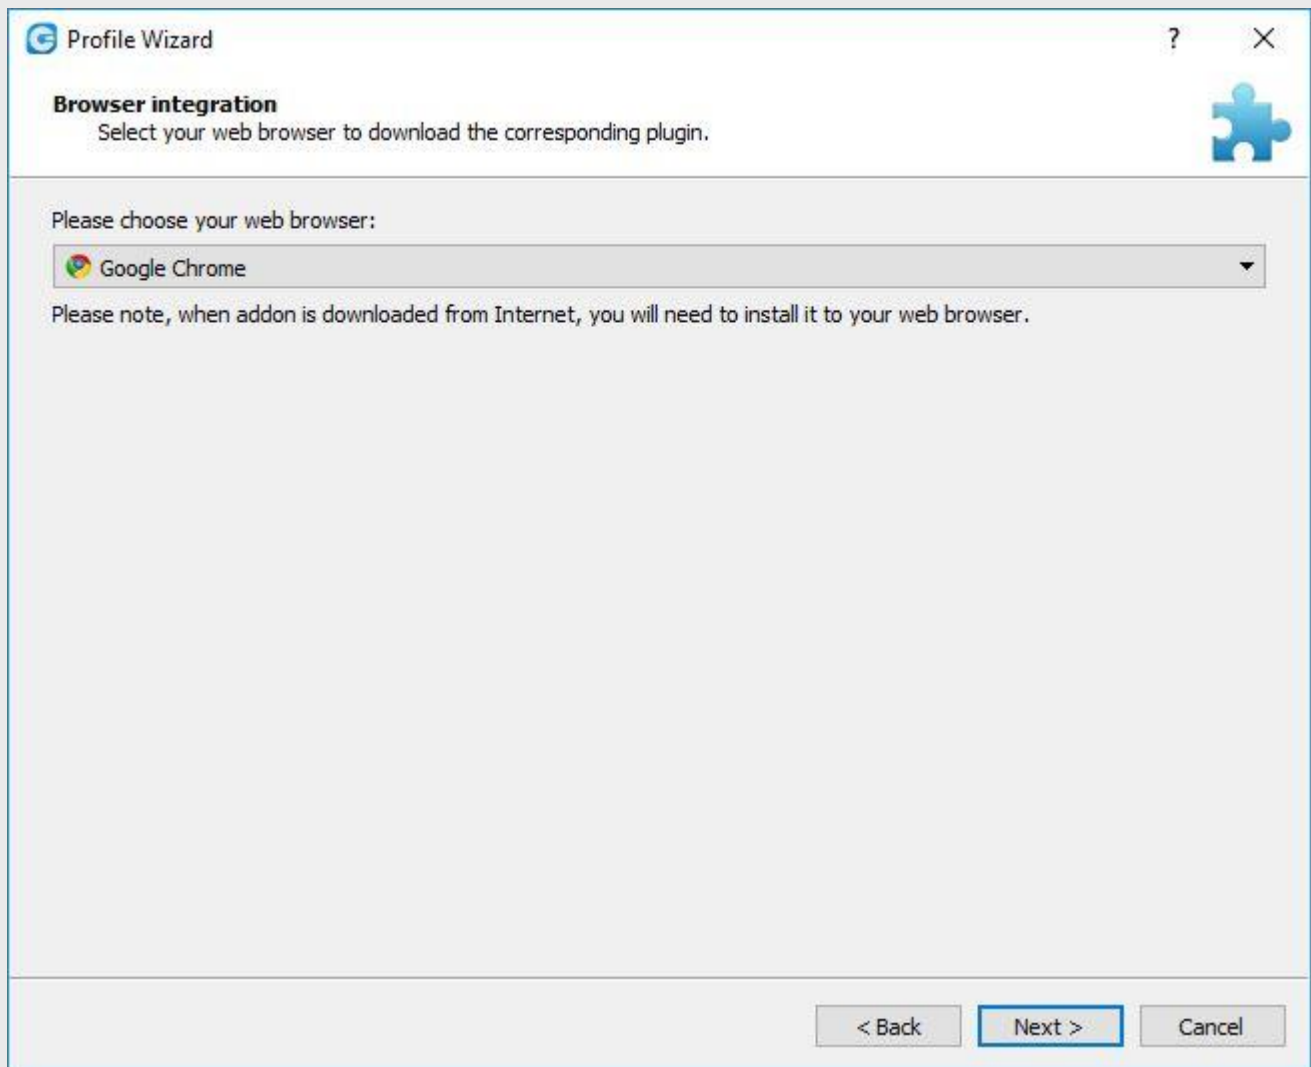 Profile Wizard
?
Browser integration
Select your web browser to download the corresponding plugin.
Please choose your web browser:
Google Chrome
Please note, when addon is downloaded from Internet, you will need to install it to your web browser.
< Back
Next >
Cancel